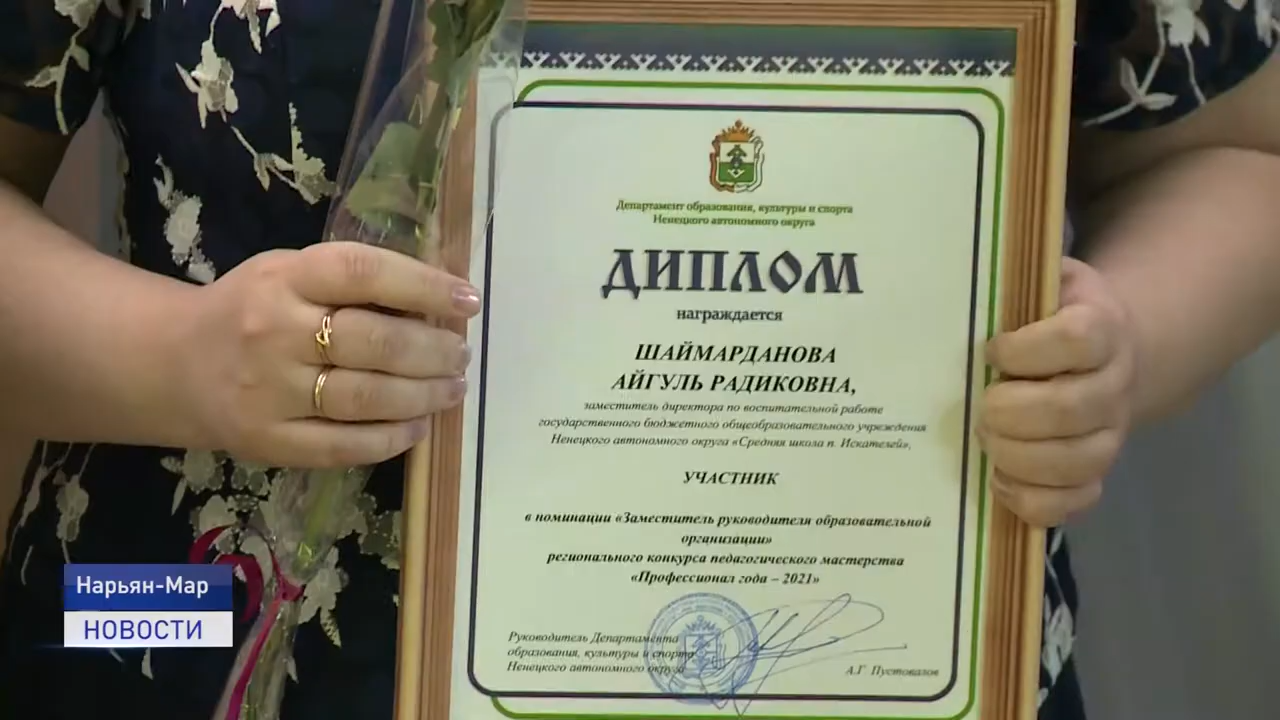 Департамент образования, культуры и спорта
Ненецкого автономного округа
ДИПЛОМ
награждается
ШАЙМАРДАНОВА
АЙГУЛЬ РАДИКОВНА,
заместитель директора по воспитательной работе
государственного бюджетного общеобразовательного учреждения
Ненецкого автономного округа «Средняя школа п. Искателей»,
УЧАСТНИК
в номинации «Заместитель руководителя образовательной
организации»
регионального конкурса педагогического мастерства
«Профессионал года – 2021»
Руководитель Департамента
образования, культуры и спорта
Ненецкого автономного округа
А.Г Пустовалов
Нарьян-Мар
НОВОСТИ